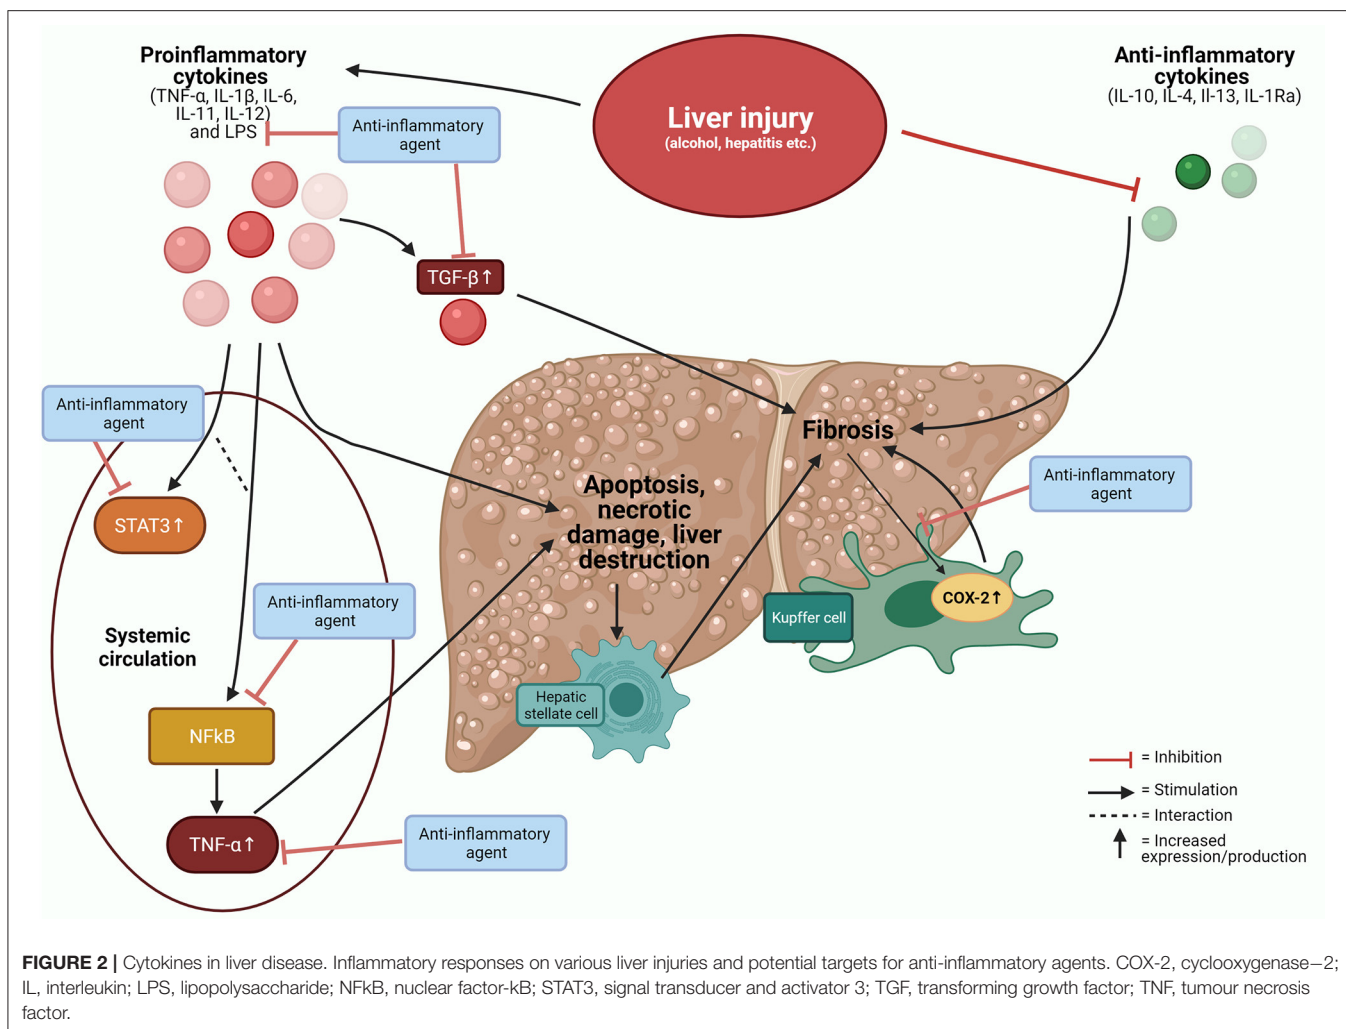 Proinflammatory
cytokines
(TNF-α, IL-1β, IL-6,
IL-11, IL-12)
and LPS
Anti-inflammatory
agent
Liver injury
(alcohol, hepatitis etc.)
Anti-inflammatory
cytokines
(IL-10, IL-4, Il-13, IL-1Ra)
TGF-β↑
Anti-inflammatory
agent
STAT3↑
Fibrosis
Apoptosis,
necrotic
damage, liver
destruction
Anti-inflammatory
agent
COX-2↑
Kupffer cell
Anti-inflammatory
agent
Systemic
circulation
Hepatic
stellate cell
NFkB
TNF-α↑
Anti-inflammatory
agent
= Inhibition
= Stimulation
= Interaction
= Increased
expression/production
FIGURE 2 | Cytokines in liver disease. Inflammatory responses on various liver injuries and potential targets for anti-inflammatory agents. COX-2, cyclooxygenase−2;
IL, interleukin; LPS, lipopolysaccharide; NFkB, nuclear factor-kB; STAT3, signal transducer and activator 3; TGF, transforming growth factor; TNF, tumour necrosis
factor.